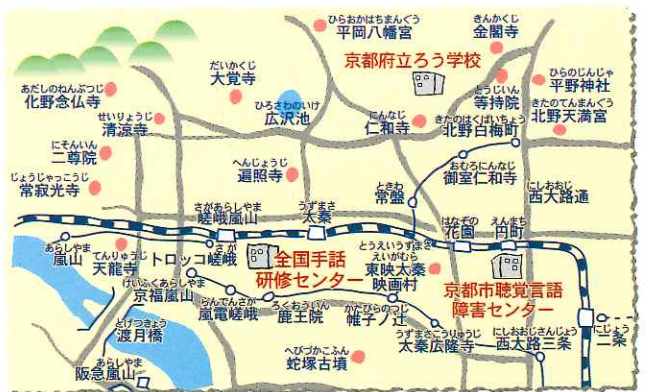 ひらおかはちまんぐう
平岡八幡宮
きんかくじ
金閣寺
京都府立ろう学校
だいかくじ
大覚寺
あだしのねんぶつじ
化野念仏寺
せいりょうじ
清涼寺
ひろさわのいけ
広沢池
にんなじ
仁和寺
とうじいん
等持院
ひらのじんじゃ
平野神社
きたのてんまんぐう
北野天満宮
きたのはくばいちょう
北野白梅町
にそんいん
二尊院
じょうじゃっこうじ
常寂光寺
へんじょうじ
遍照寺
おむろにんなじ
御室仁和寺
ときわ
常盤
にしおおじ
西大路通
さがあらしやま
嵯峨嵐山
うずまさ
太秦
はなぞの
花園
えんまち
円町
あらしやま
嵐山
てんりゅうじ
天龍寺
さが
トロッコ嵯峨
全国手話
研修センター
とうえいうずまさ
えいがむら
東映太秦
映画村
京都市聴覚言語
障害センター
けいふくあらしやま
京福嵐山
らんでんさが
嵐電嵯峨
ろくおういん
鹿王院
かたびらのつじ
帷子ノ辻
うずまさこうりゅうじ
太秦広隆寺
にしおおじさんじょう
西大路三条
にじょう
二条
とげつきょう
渡月橋
あらしやま
阪急嵐山
へびづかこふん
蛇塚古墳